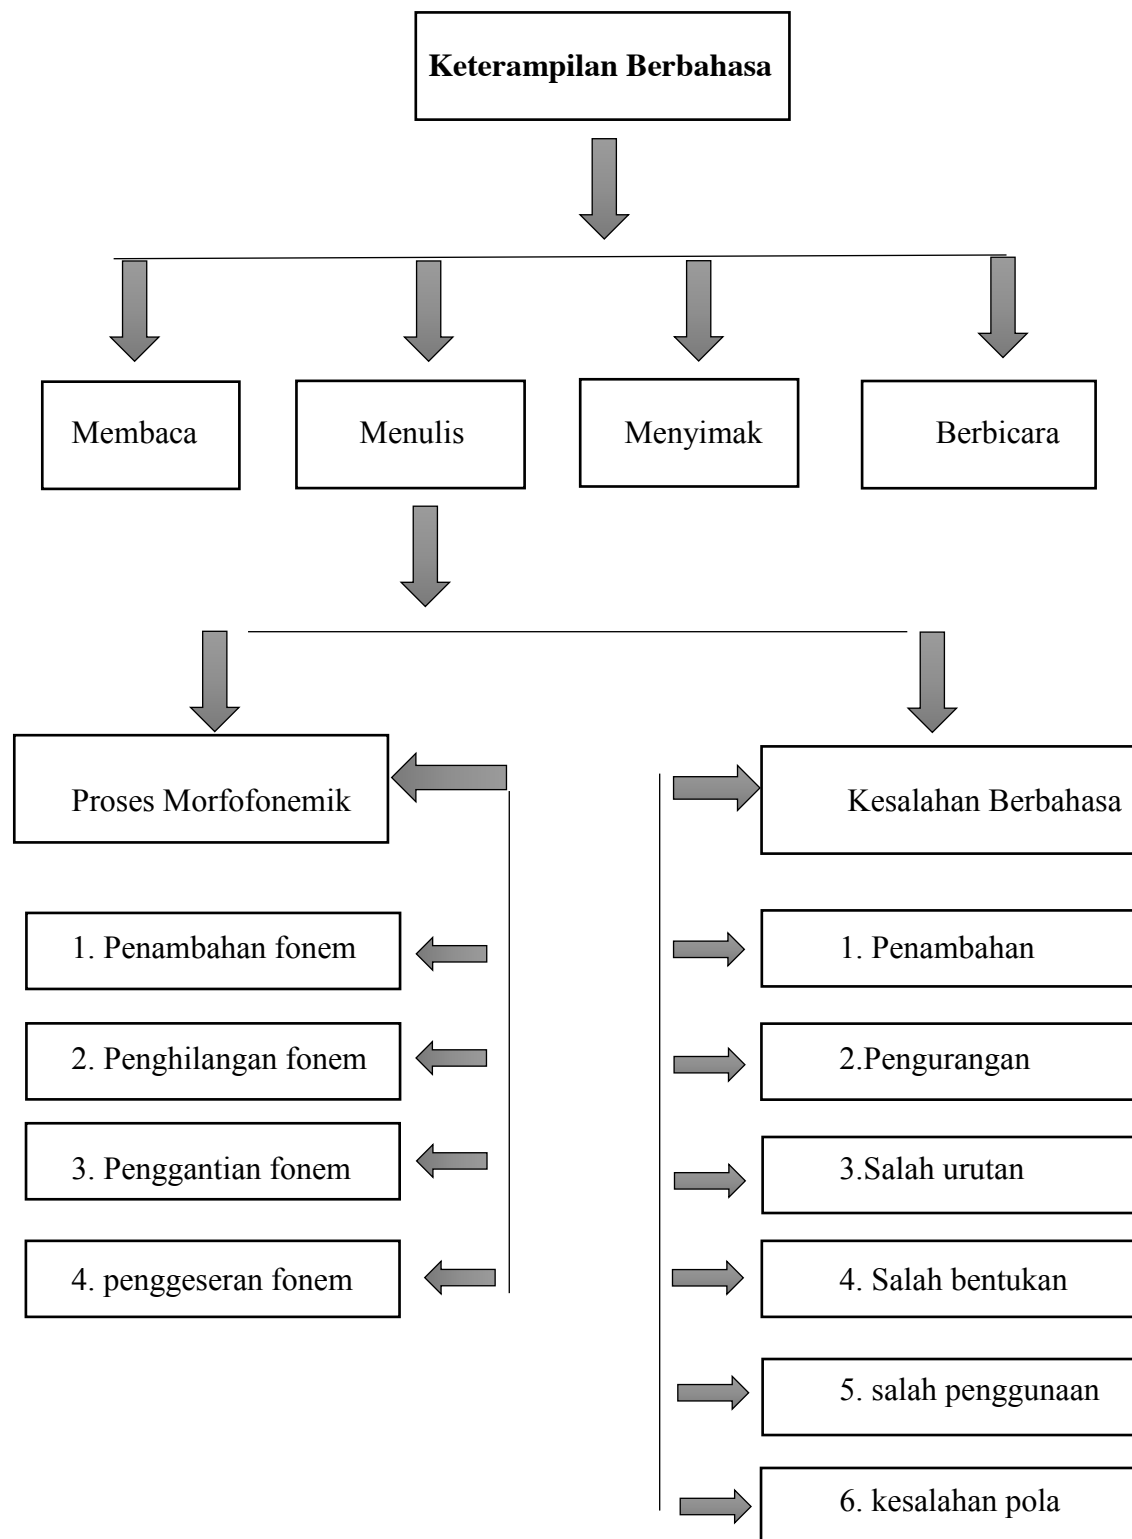 Keterampilan Berbahasa
Membaca
Menulis
Menyimak
Berbicara
Proses Morfofonemik
1. Penambahan fonem
2. Penghilangan fonem
3. Penggantian fonem
4. penggeseran fonem
Kesalahan Berbahasa
1. Penambahan
2.Pengurangan
3.Salah urutan
4. Salah bentukan
5. salah penggunaan
6. kesalahan pola